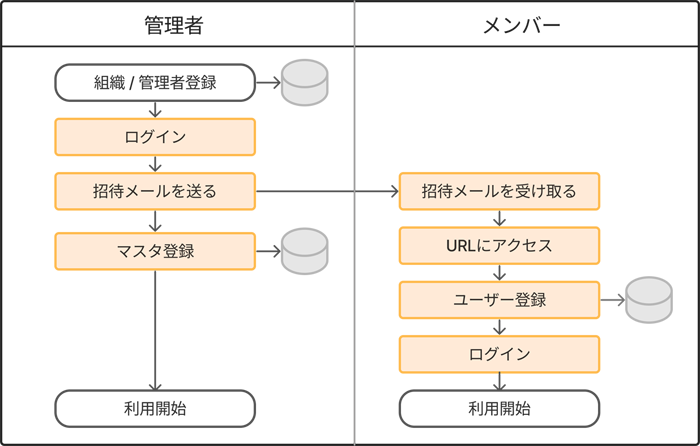 管理者
メンバー
組織 / 管理者登録
ログイン
招待メールを送る
マスタ登録
利用開始
招待メールを受け取る
URLにアクセス
ユーザー登録
ログイン
利用開始